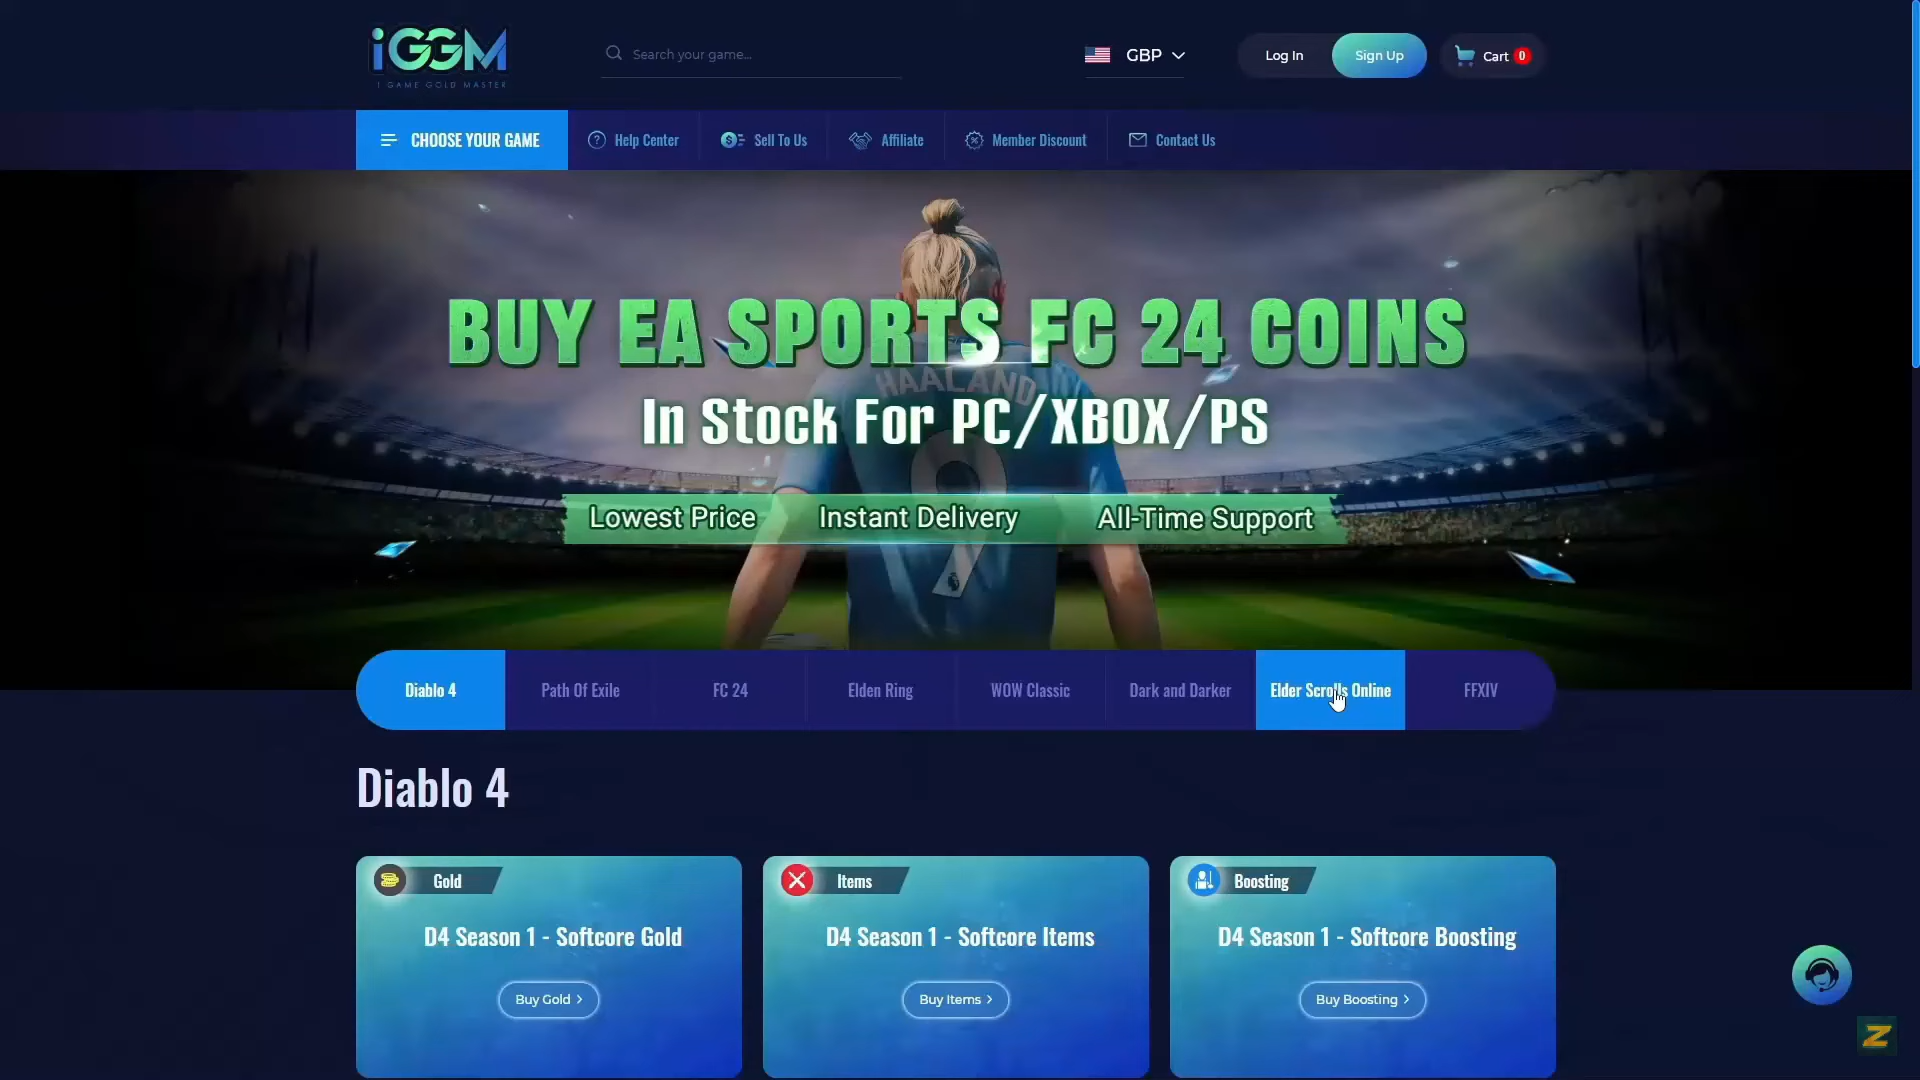 iGGM
I GAME GOLD MASTER
Search your game...
GBP
Log In
Sign Up
Cart 0
CHOOSE YOUR GAME
Help Center
Sell To Us
Affiliate
Member Discount
Contact Us
BUY EA SPORTS FC 24 COINS
HAALAND
In Stock For PC/XBOX/PS
9
Lowest Price
Instant Delivery
All-Time Support
Diablo 4
Path Of Exile
FC 24
Elden Ring
WOW Classic
Dark and Darker
Elder Scrolls Online
FFXIV
Diablo 4
Gold
D4 Season 1 - Softcore Gold
Buy Gold >
Items
D4 Season 1 - Softcore Items
Buy Items >
Boosting
D4 Season 1 - Softcore Boosting
Buy Boosting >
Z